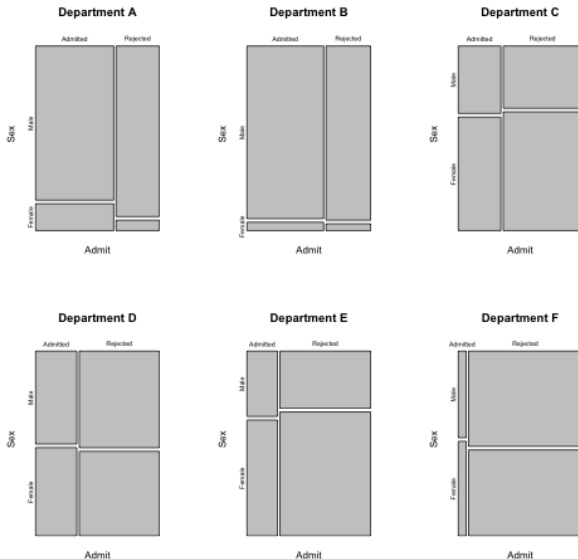 Department A
Admitted Rejected
Male
Female
Sex
Admit
Department B
Admitted Rejected
Male
Female
Sex
Admit
Department C
Admitted Rejected
Male
Female
Sex
Admit
Department D
Admitted Rejected
Male
Female
Sex
Admit
Department E
Admitted Rejected
Male
Female
Sex
Admit
Department F
Admitted Rejected
Male
Female
Sex
Admit